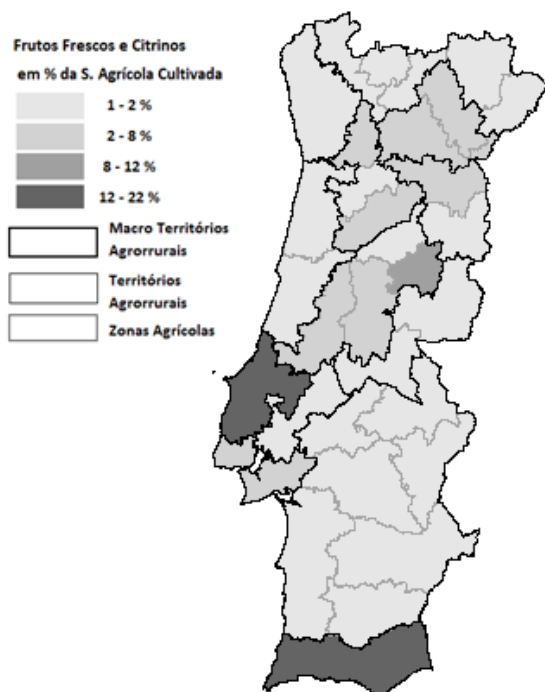 Frutos Frescos e Citrinos
em % da S. Agrícola Cultivada
1 - 2 %
2 - 8 %
8 - 12 %
12 - 22 %
Macro Territórios
Agrorrurais
Territórios
Agrorrurais
Zonas Agrícolas